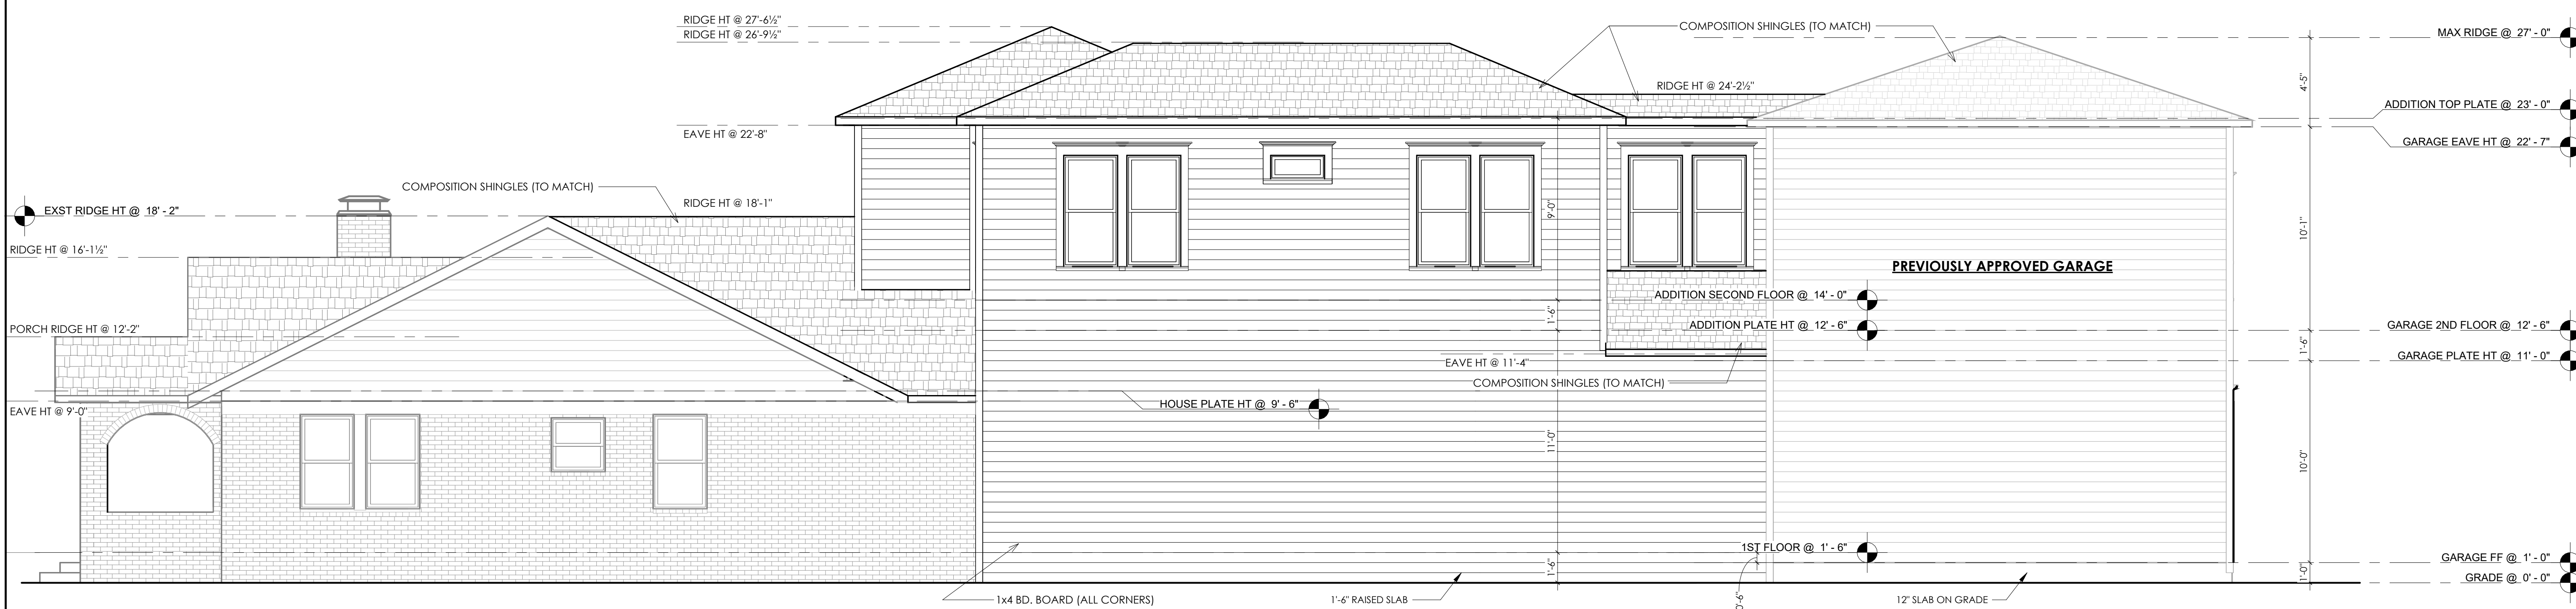 RIDGE HT @ 27'-6½"
RIDGE HT @ 26'-9½"
COMPOSITION SHINGLES (TO MATCH)
MAX RIDGE @ 27' - 0"
4'-5"
RIDGE HT @ 24'-2½"
ADDITION TOP PLATE @ 23' - 0"
EAVE HT @ 22'-8"
GARAGE EAVE HT @ 22' - 7"
COMPOSITION SHINGLES (TO MATCH)
RIDGE HT @ 18'-1"
EXST RIDGE HT @ 18' - 2"
9'-0"
10'-1"
RIDGE HT @ 16'-1½"
PREVIOUSLY APPROVED GARAGE
ADDITION SECOND FLOOR @ 14' - 0"
1'-6"
PORCH RIDGE HT @ 12'-2"
ADDITION PLATE HT @ 12' - 6"
GARAGE 2ND FLOOR @ 12' - 6"
1'-6"
GARAGE PLATE HT @ 11' - 0"
EAVE HT @ 11'-4"
COMPOSITION SHINGLES (TO MATCH)
EAVE HT @ 9'-0"
HOUSE PLATE HT @ 9' - 6"
11'-0"
10'-0"
1ST FLOOR @ 1' - 6"
GARAGE FF @ 1' - 0"
1'-6"
1'-0"
GRADE @ 0' - 0"
1x4 BD. BOARD (ALL CORNERS)
1'-6" RAISED SLAB
0'-6"
12" SLAB ON GRADE